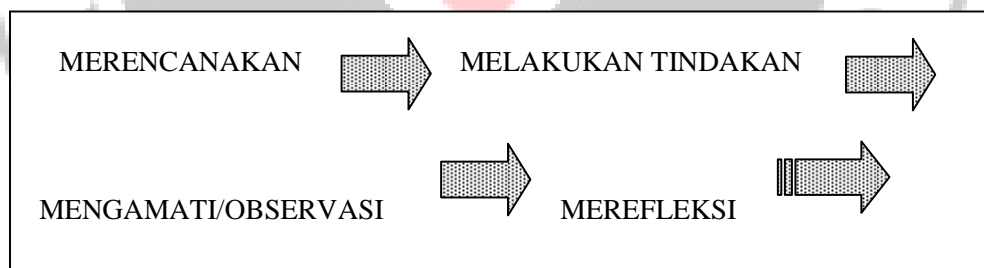 MERENCANAKAN MELAKUKAN TINDAKAN
MENGAMATI/OBSERVASI MEREFLEKSI